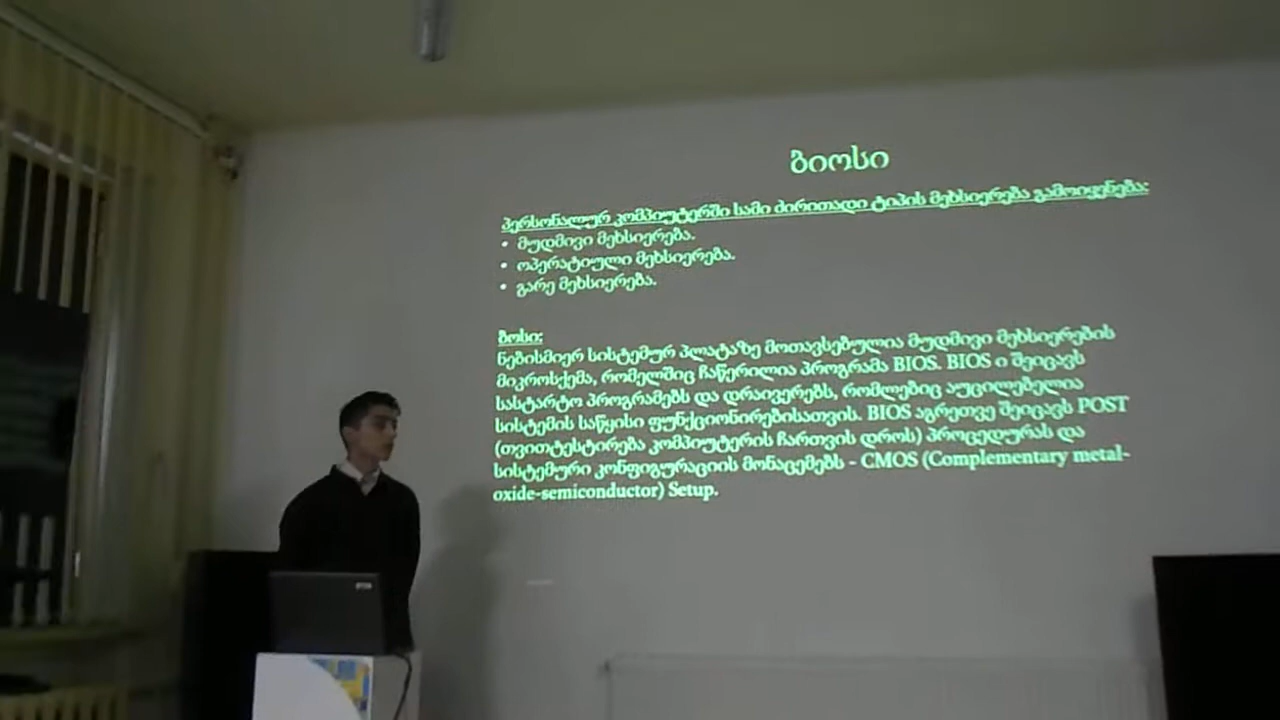 ბიოსი
პერსონალურ კომპიუტერში სამი ძირითადი ტიპის მეხსიერება გამოიყენება:
• მუდმივი მეხსიერება.
• ოპერატიული მეხსიერება.
• გარე მეხსიერება.
ბოსი:
ნებისმიერ სისტემურ პლატაზე მოთავსებულია მუდმივი მეხსიერების
მიკროსქემა, რომელშიც ჩაწერილია პროგრამა BIOS. BIOS ი შეიცავს
სასტარტო პროგრამებს და დრაივერებს, რომლებიც აუცილებელია
სისტემის საწყისი ფუნქციონირებისათვის. BIOS აგრეთვე შეიცავს POST
(თვითტესტირება კომპიუტერის ჩართვის დროს) პროცედურას და
სისტემური კონფიგურაციის მონაცემებს - CMOS (Complementary metal-
oxide-semiconductor) Setup.